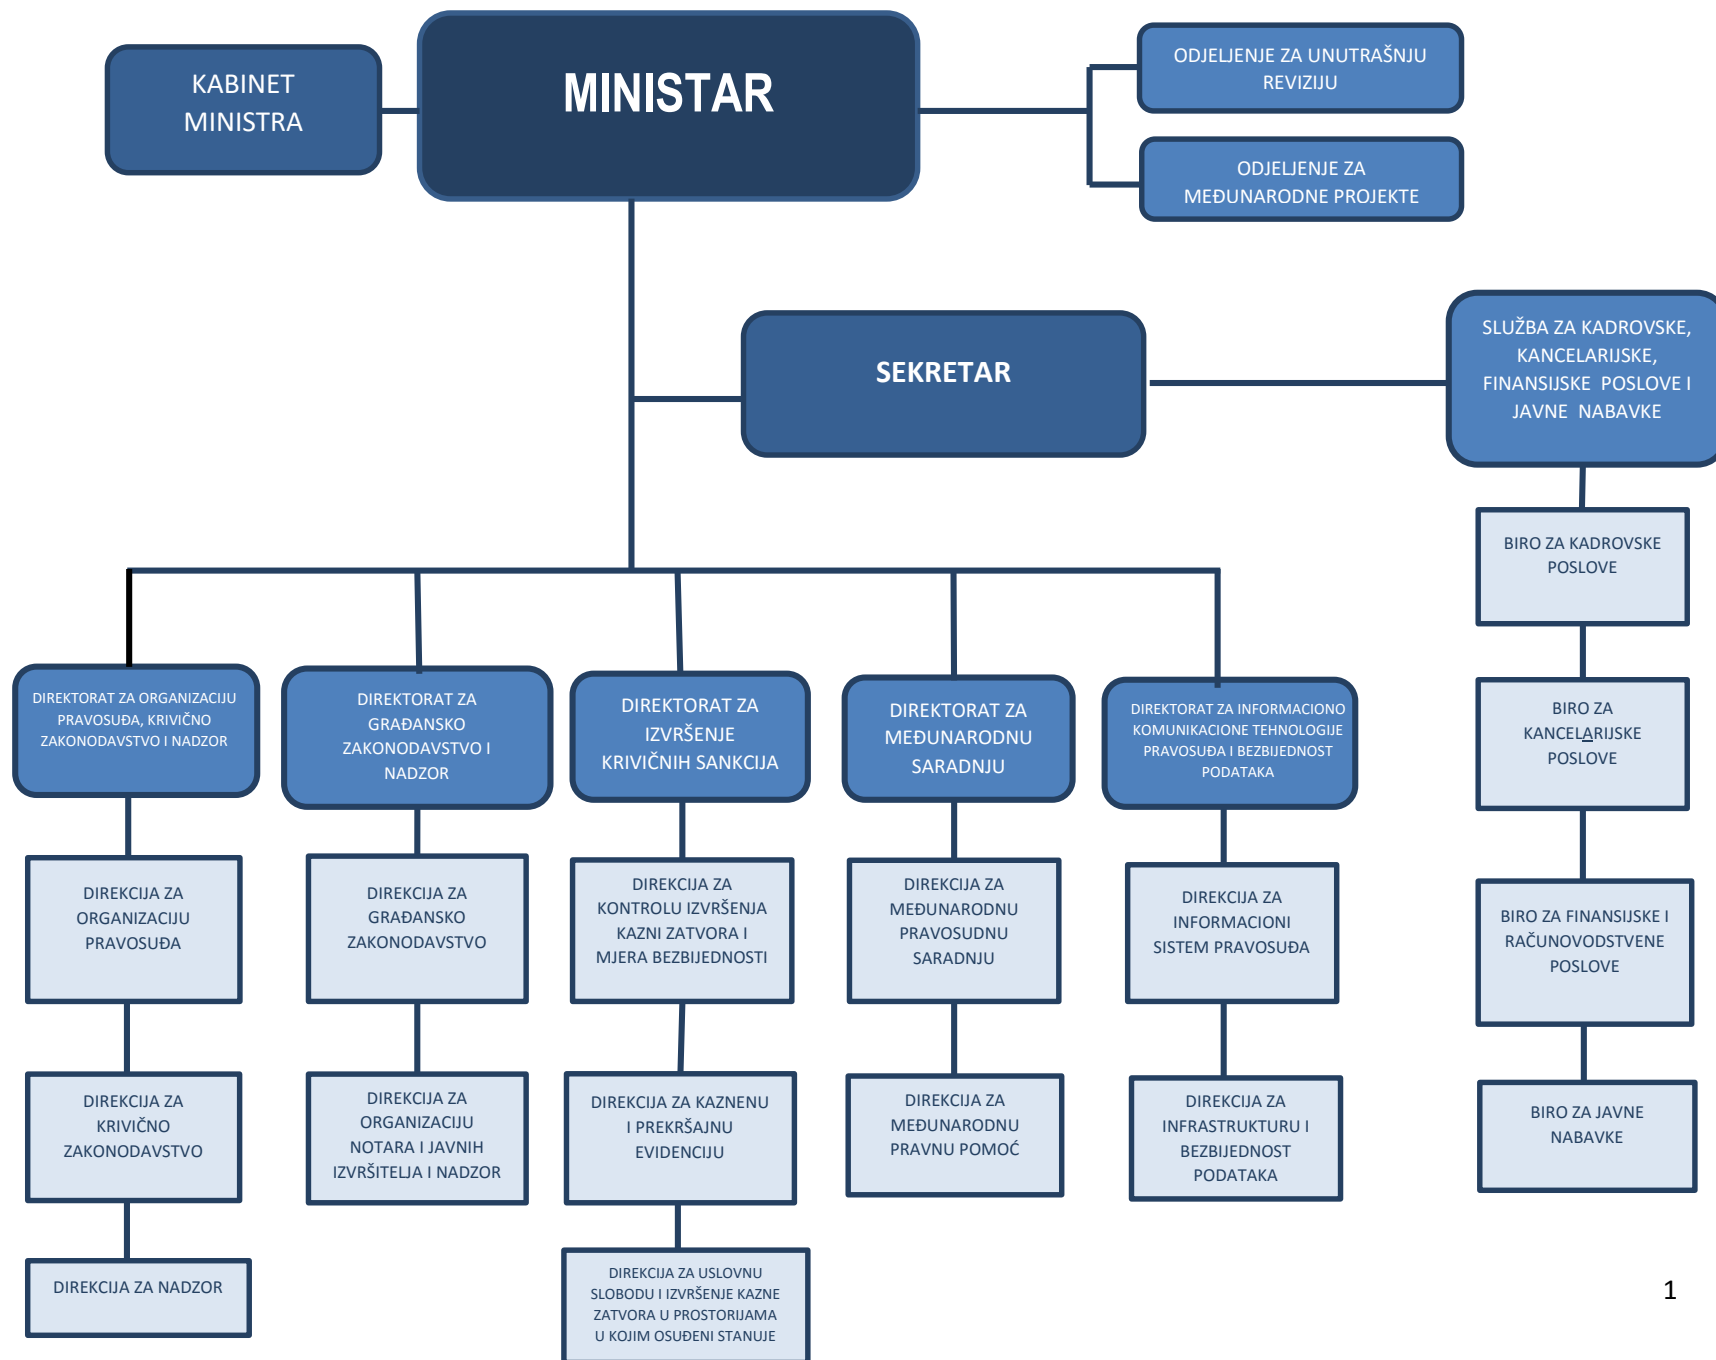 KABINET
MINISTRA
MINISTAR
ODJELJENJE ZA UNUTRAŠNJU
REVIZIJU
ODJELJENJE ZA
MEĐUNARODNE PROJEKTE
SEKRETAR
SLUŽBA ZA KADROVSKE,
KANCELARIJSKE,
FINANSIJSKE POSLOVE I
JAVNE NABAVKE
BIRO ZA KADROVSKE
POSLOVE
BIRO ZA
KANCELARIJSKE
POSLOVE
BIRO ZA FINANSIJSKE I
RAČUNOVODSTVENE
POSLOVE
BIRO ZA JAVNE
NABAVKE
DIREKTORAT ZA ORGANIZACIJU
PRAVOSUĐA, KRIVIČNO
ZAKONODAVSTVO I NADZOR
DIREKCIJA ZA
ORGANIZACIJU
PRAVOSUĐA
DIREKCIJA ZA
KRIVIČNO
ZAKONODAVSTVO
DIREKCIJA ZA NADZOR
DIREKTORAT ZA
GRAĐANSKO
ZAKONODAVSTVO I
NADZOR
DIREKCIJA ZA
GRAĐANSKO
ZAKONODAVSTVO
DIREKCIJA ZA
ORGANIZACIJU
NOTARA I JAVNIH
IZVRŠITELJA I NADZOR
DIREKTORAT ZA
IZVRŠENJE
KRIVIČNIH SANKCIJA
DIREKCIJA ZA
KONTROLU IZVRŠENJA
KAZNI ZATVORA I
MJERA BEZBIJEDNOSTI
DIREKCIJA ZA KAZNENU
I PREKRŠAJNU
EVIDENCIJU
DIREKCIJA ZA USLOVNU
SLOBODU I IZVRŠENJE KAZNE
ZATVORA U PROSTORIJAMA
U KOJIM OSUĐENI STANUJE
DIREKTORAT ZA
MEĐUNARODNU
SARADNJU
DIREKCIJA ZA
MEĐUNARODNU
PRAVOSUDNU
SARADNJU
DIREKCIJA ZA
MEĐUNARODNU
PRAVNU POMOĆ
DIREKTORAT ZA INFORMACIONO
KOMUNIKACIONE TEHNOLOGIJE
PRAVOSUĐA I BEZBIJEDNOST
PODATAKA
DIREKCIJA ZA
INFORMACIONI
SISTEM PRAVOSUĐA
DIREKCIJA ZA
INFRASTRUKTURU I
BEZBIJEDNOST
PODATAKA
1